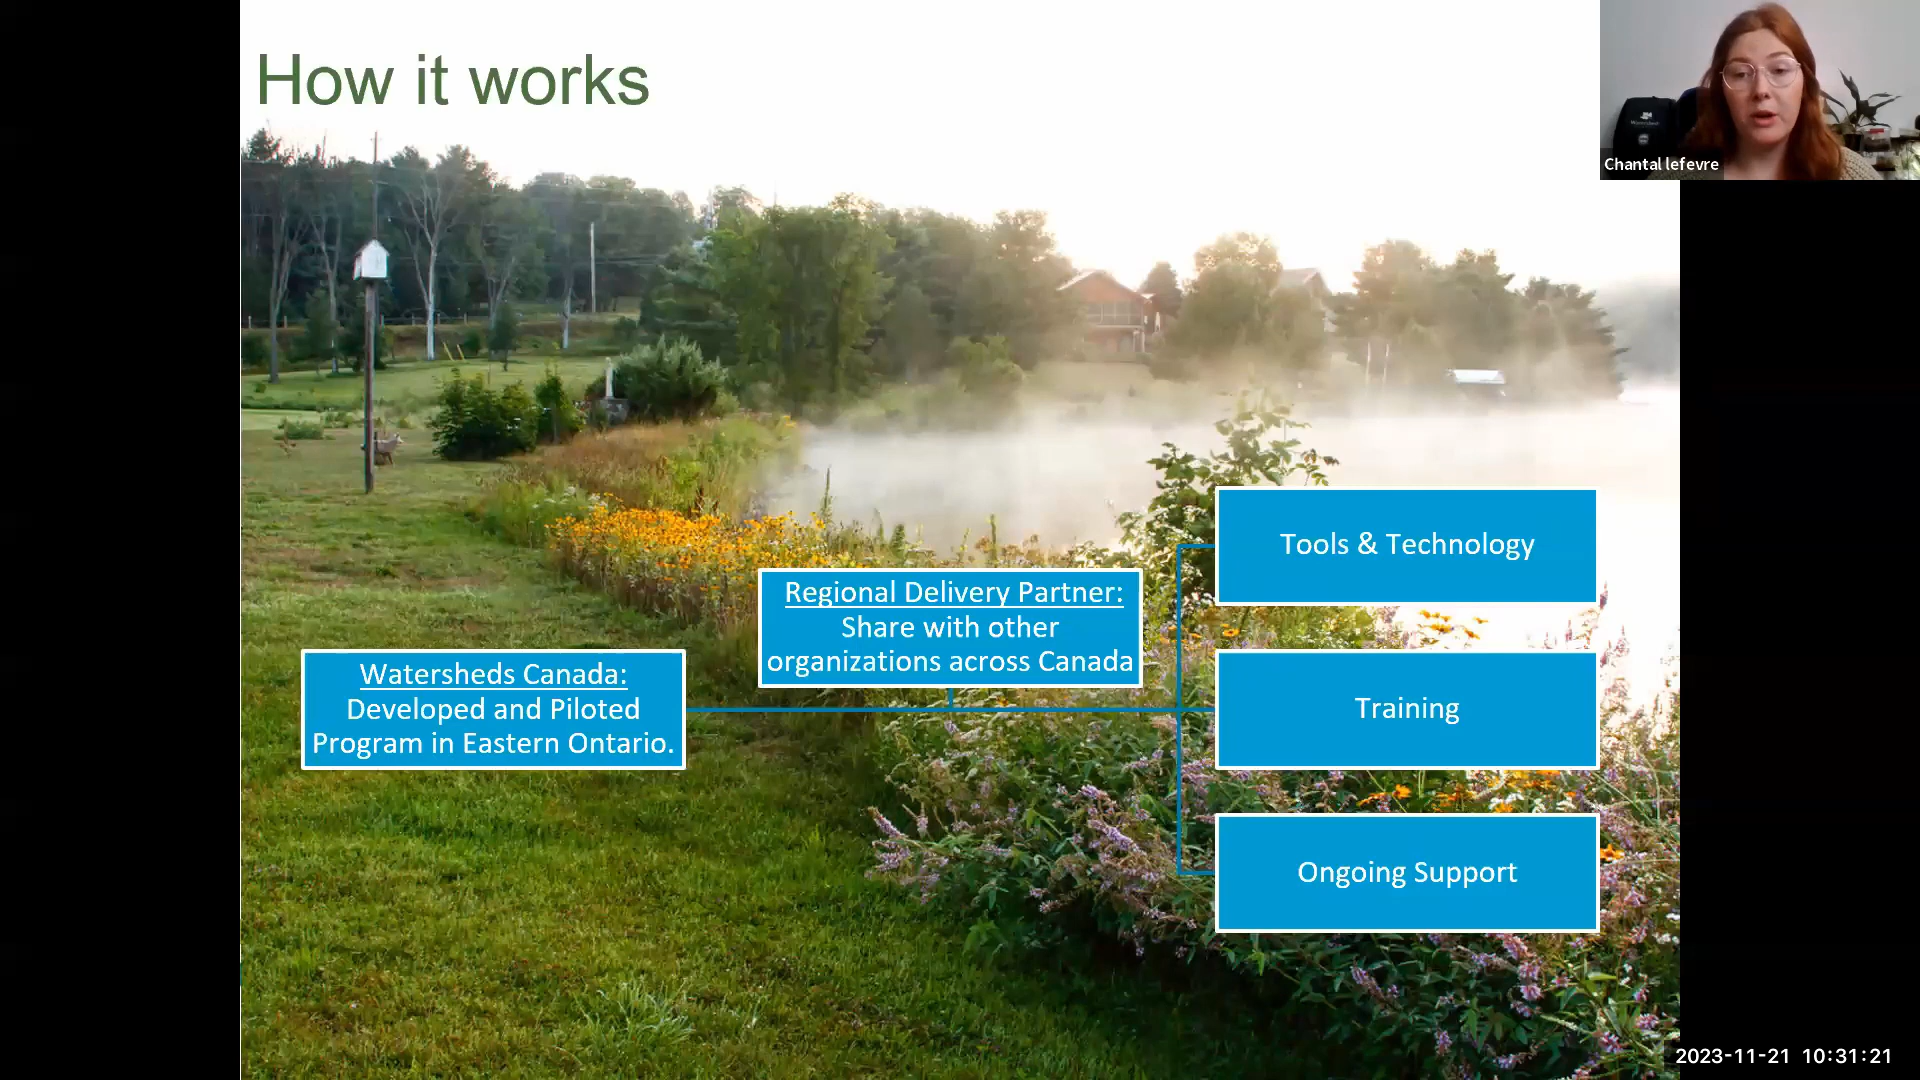 How it works
Chantal lefevre
Tools & Technology
Regional Delivery Partner:
Share with other
organizations across Canada
Watersheds Canada:
Developed and Piloted
Program in Eastern Ontario.
Training
Ongoing Support
2023-11-21 10:31:21